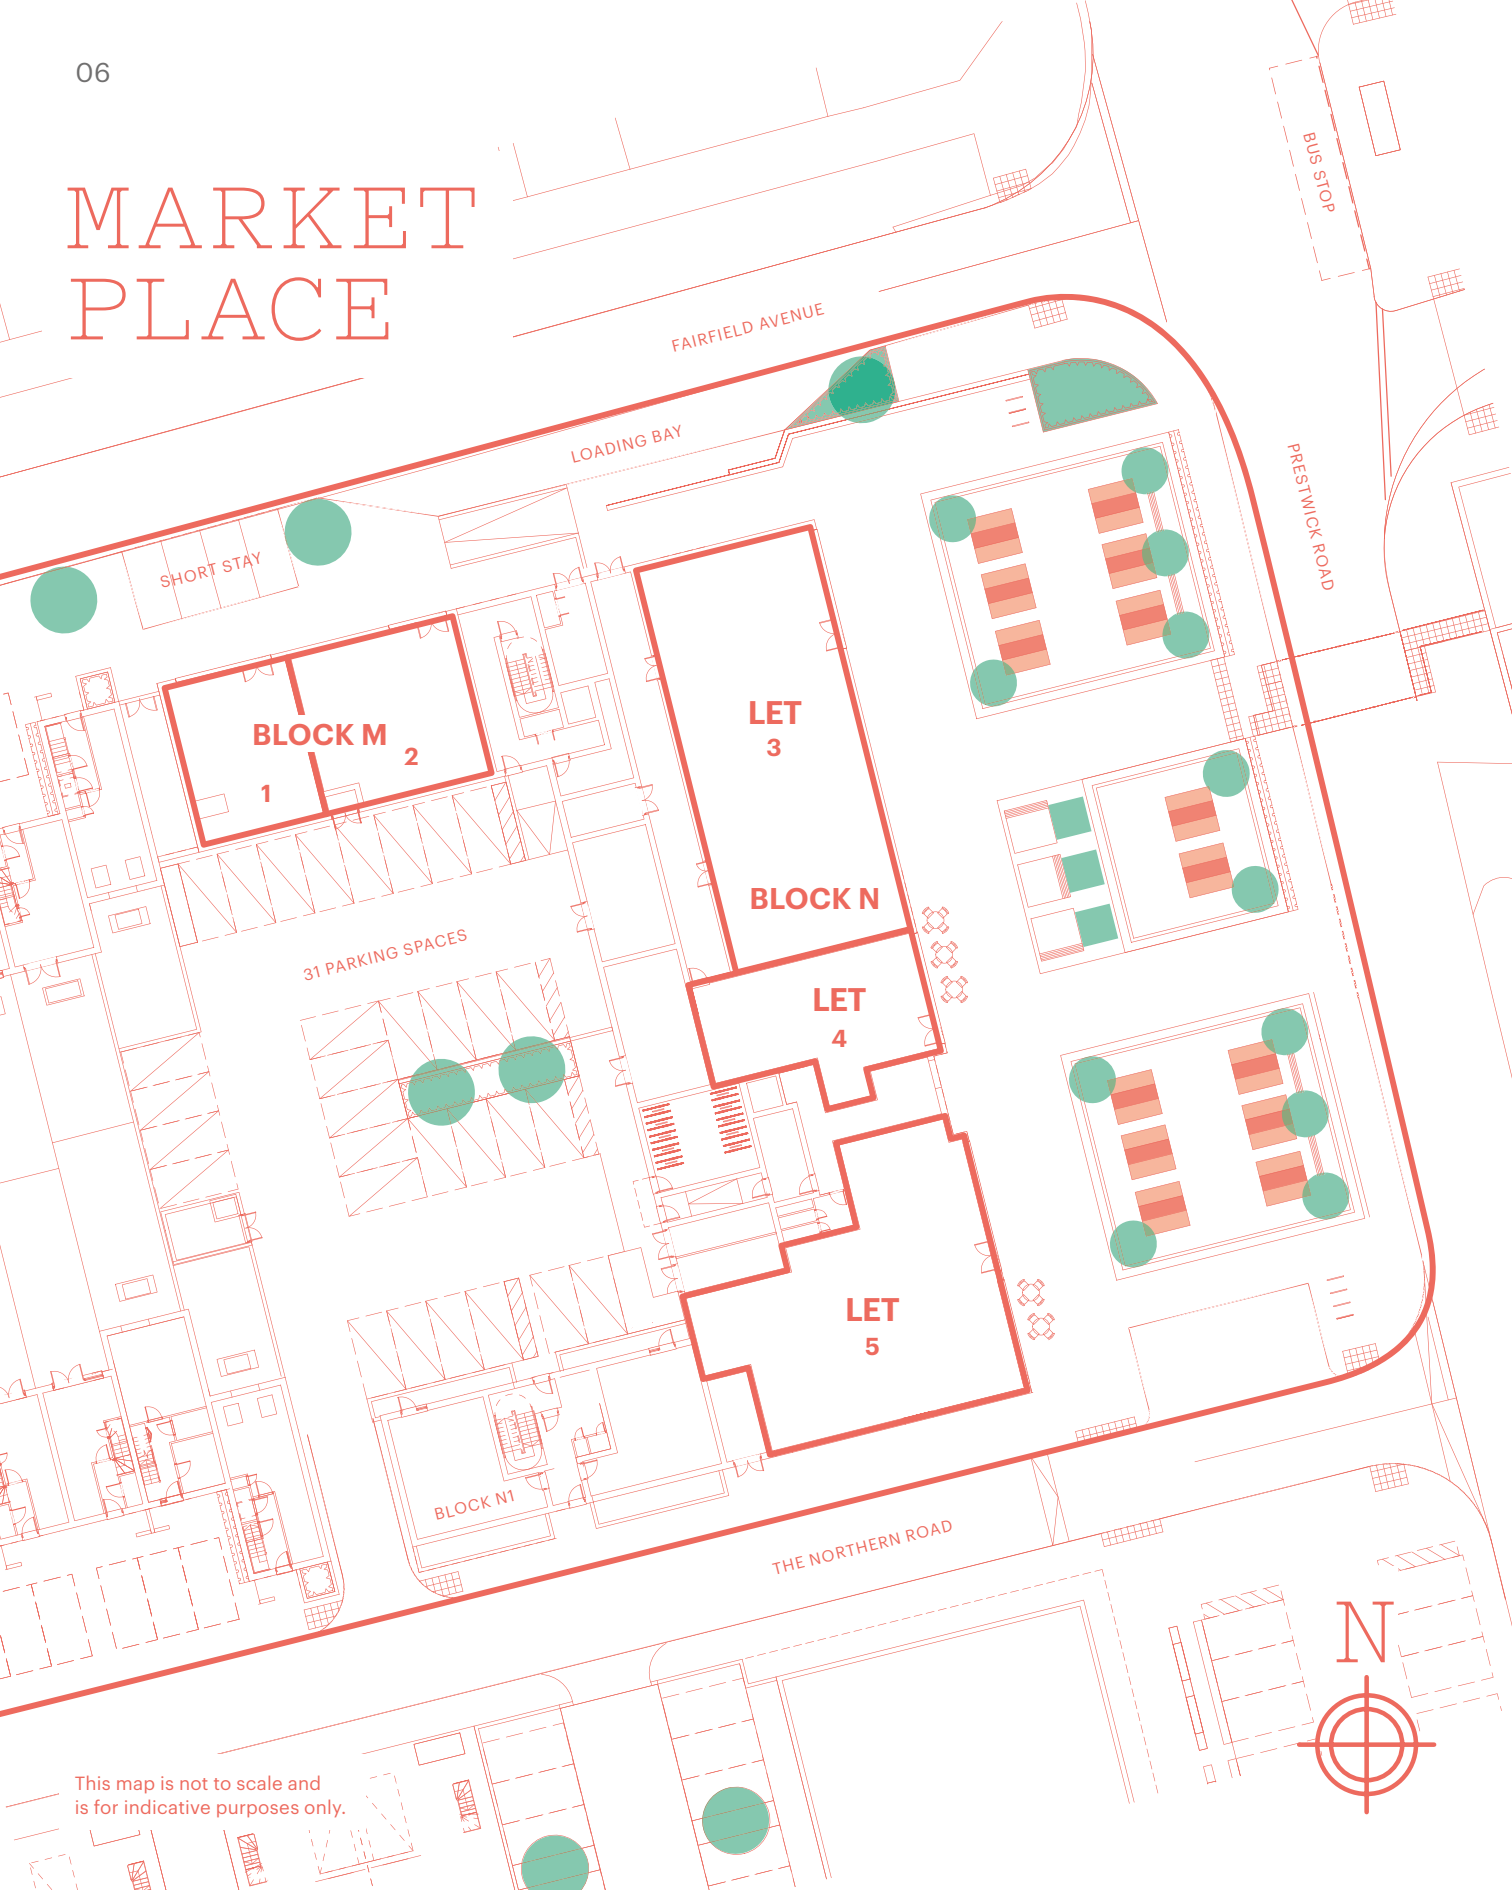 06
MARKET
PLACE
BUS STOP
FAIRFIELD AVENUE
LOADING BAY
PRESTWICK ROAD
SHORT STAY
LET
3
BLOCK M
2
1
BLOCK N
31 PARKING SPACES
LET
4
LET
5
BLOCK N1
THE NORTHERN ROAD
N
This map is not to scale and
is for indicative purposes only.